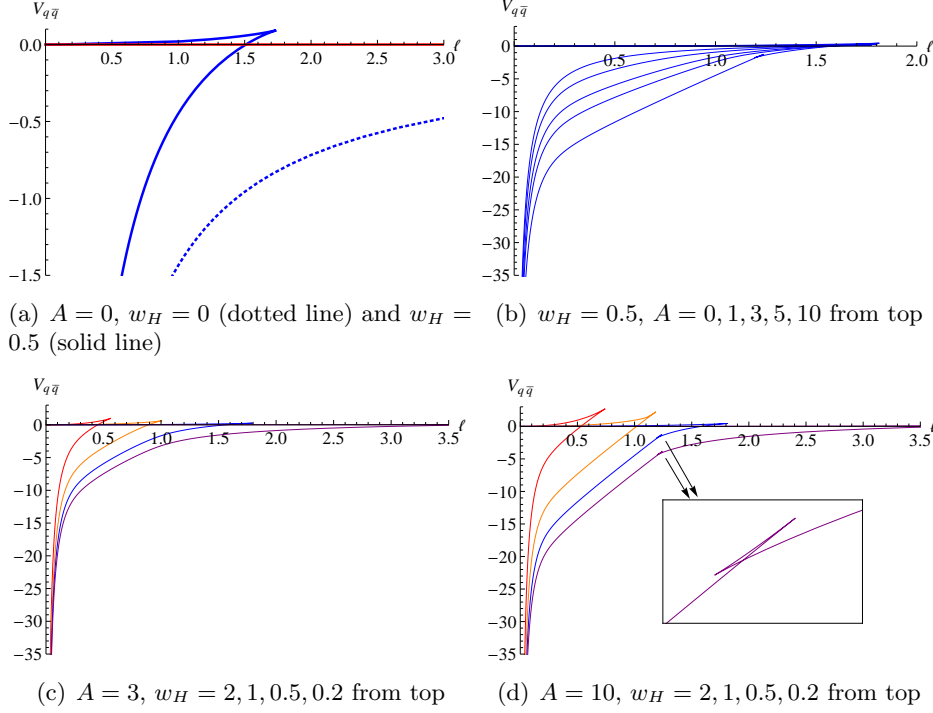 V_{q\bar{q}}
0.0
-0.5
-1.0
-1.5
0.5 1.0 1.5 2.0 2.5 3.0 ℓ
(a) A = 0, w_H = 0 (dotted line) and w_H =
0.5 (solid line)
V_{q\bar{q}}
0
-5
-10
-15
-20
-25
-30
-35
0.5 1.0 1.5 2.0 ℓ
(b) w_H = 0.5, A = 0, 1, 3, 5, 10 from top
V_{q\bar{q}}
0
-5
-10
-15
-20
-25
-30
-35
0.5 1.0 1.5 2.0 2.5 3.0 3.5 ℓ
(c) A = 3, w_H = 2, 1, 0.5, 0.2 from top
V_{q\bar{q}}
0
-5
-10
-15
-20
-25
-30
-35
0.5 1.0 1.5 2.0 2.5 3.0 3.5 ℓ
(d) A = 10, w_H = 2, 1, 0.5, 0.2 from top